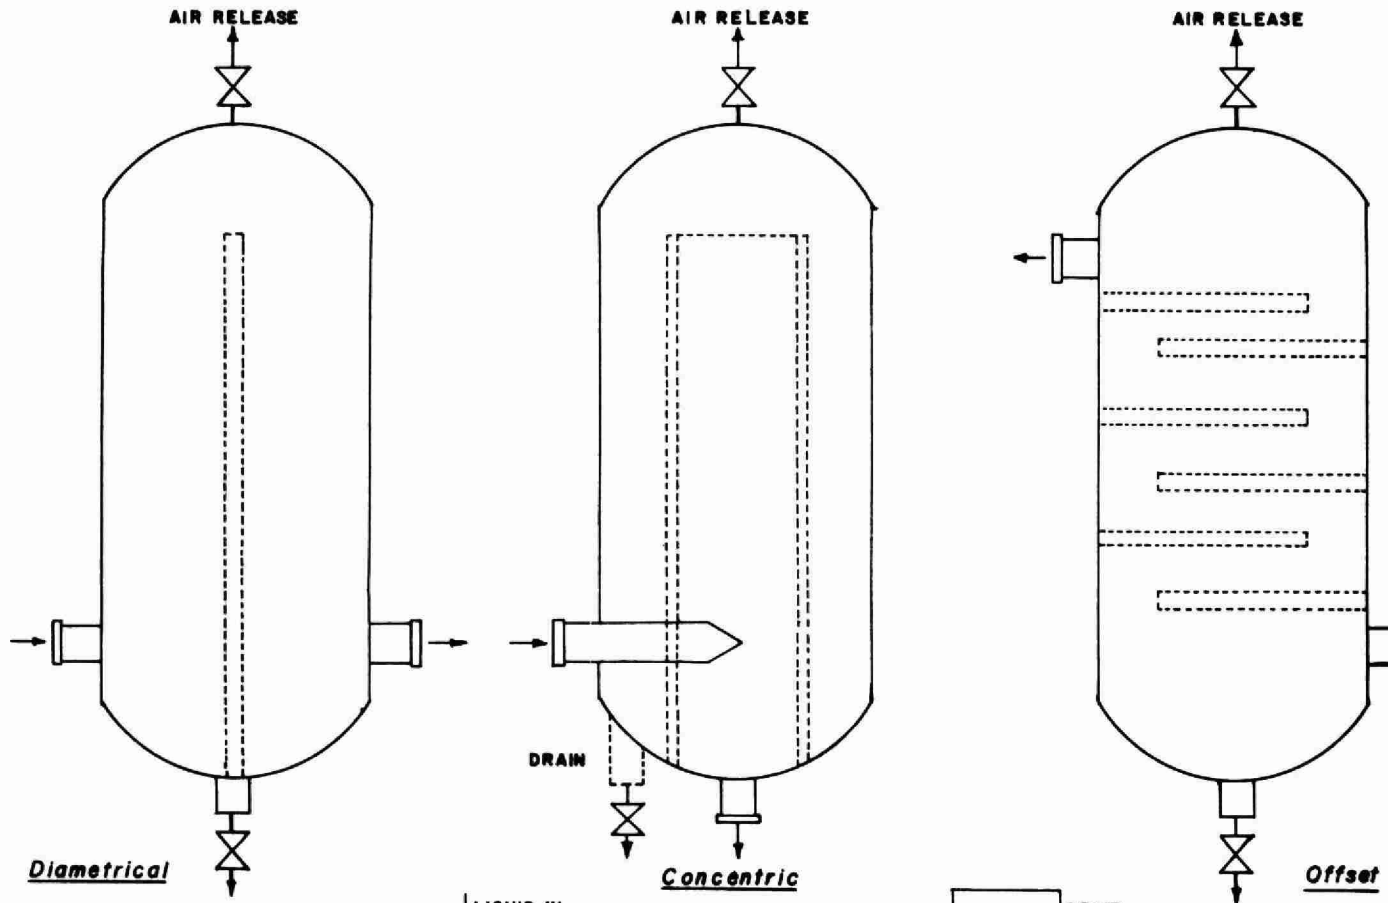 AIR RELEASE
AIR RELEASE
AIR RELEASE
DRAIN
Diametrical
Concentric
Offset